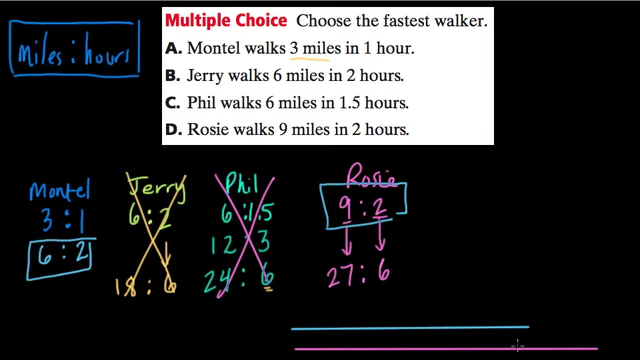 miles : hours
Multiple Choice Choose the fastest walker.
A. Montel walks 3 miles in 1 hour.
B. Jerry walks 6 miles in 2 hours.
C. Phil walks 6 miles in 1.5 hours.
D. Rosie walks 9 miles in 2 hours.
Montel
3 : 1
6 : 2
Jerry
6 : 2
18 : 6
Phil
6 : 1.5
12 : 3
24 : 6
Rosie
9 : 2
27 : 6